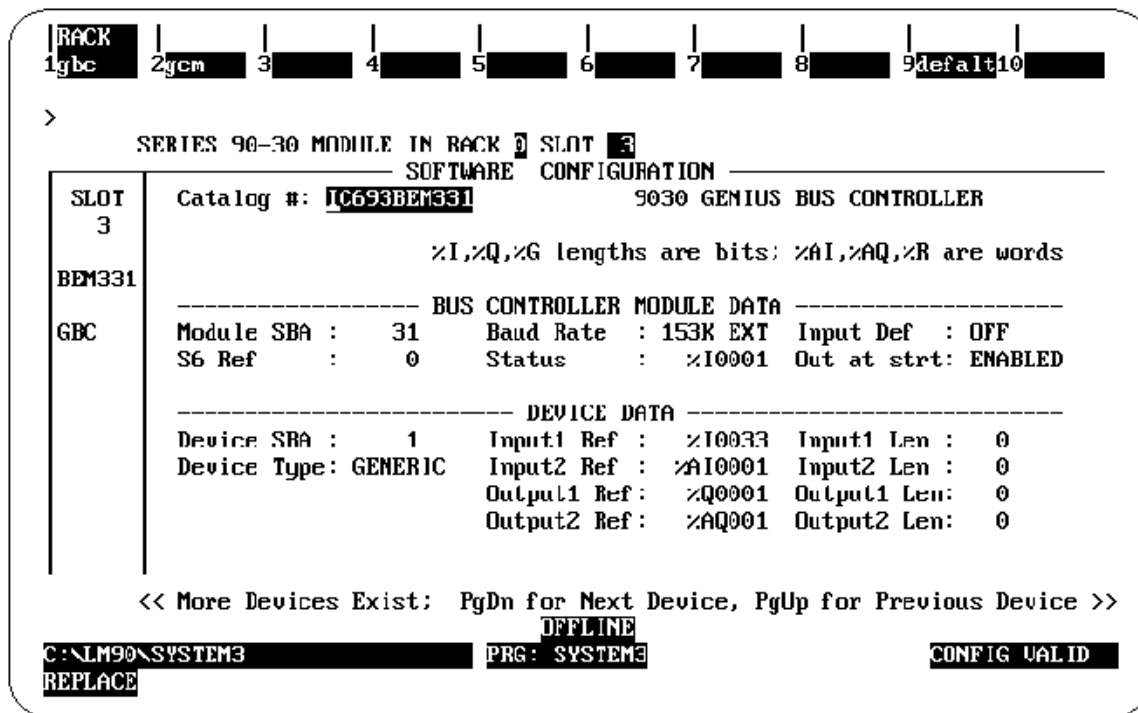 RACK
1gbc 2gcm 3 4 5 6 7 8 9defalt10
>
SERIES 90-30 MODULE IN RACK 0 SLOT 3
SOFTWARE CONFIGURATION
SLOT Catalog #: IC693BEM331 9030 GENIUS BUS CONTROLLER
3
%I,%Q,%G lengths are bits; %AI,%AQ,%R are words
BEM331
BUS CONTROLLER MODULE DATA
GBC Module SBA : 31 Baud Rate : 153K EXT Input Def : OFF
S6 Ref : 0 Status : %I0001 Out at strt: ENABLED
DEVICE DATA
Device SBA : 1 Input1 Ref : %I0033 Input1 Len : 0
Device Type: GENERIC Input2 Ref : %AI0001 Input2 Len : 0
Output1 Ref: %Q0001 Output1 Len: 0
Output2 Ref: %AQ001 Output2 Len: 0
<< More Devices Exist; PgDn for Next Device, PgUp for Previous Device >>
OFFLINE
C:\LM90\SYSTEM3 PRG: SYSTEM3 CONFIG VALID
REPLACE